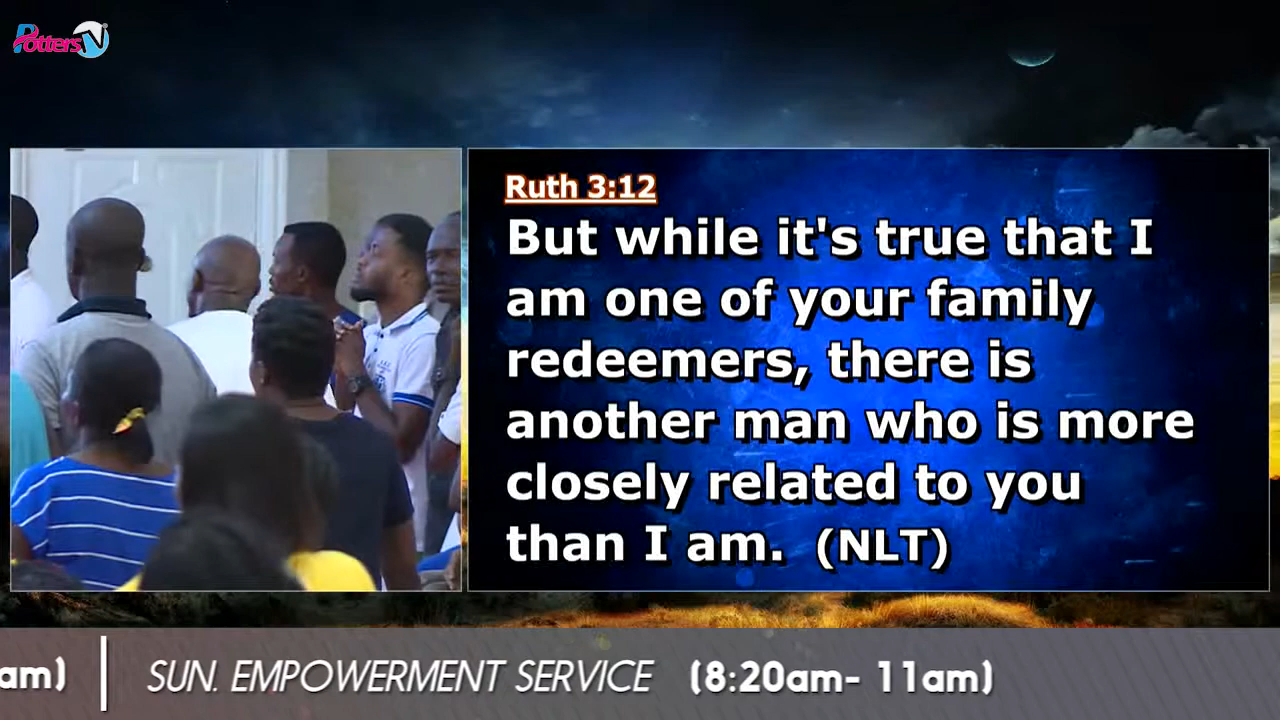 PottersTV
Ruth 3:12
But while it's true that I
am one of your family
redeemers, there is
another man who is more
closely related to you
than I am. (NLT)
am) | SUN. EMPOWERMENT SERVICE (8:20am- 11am)